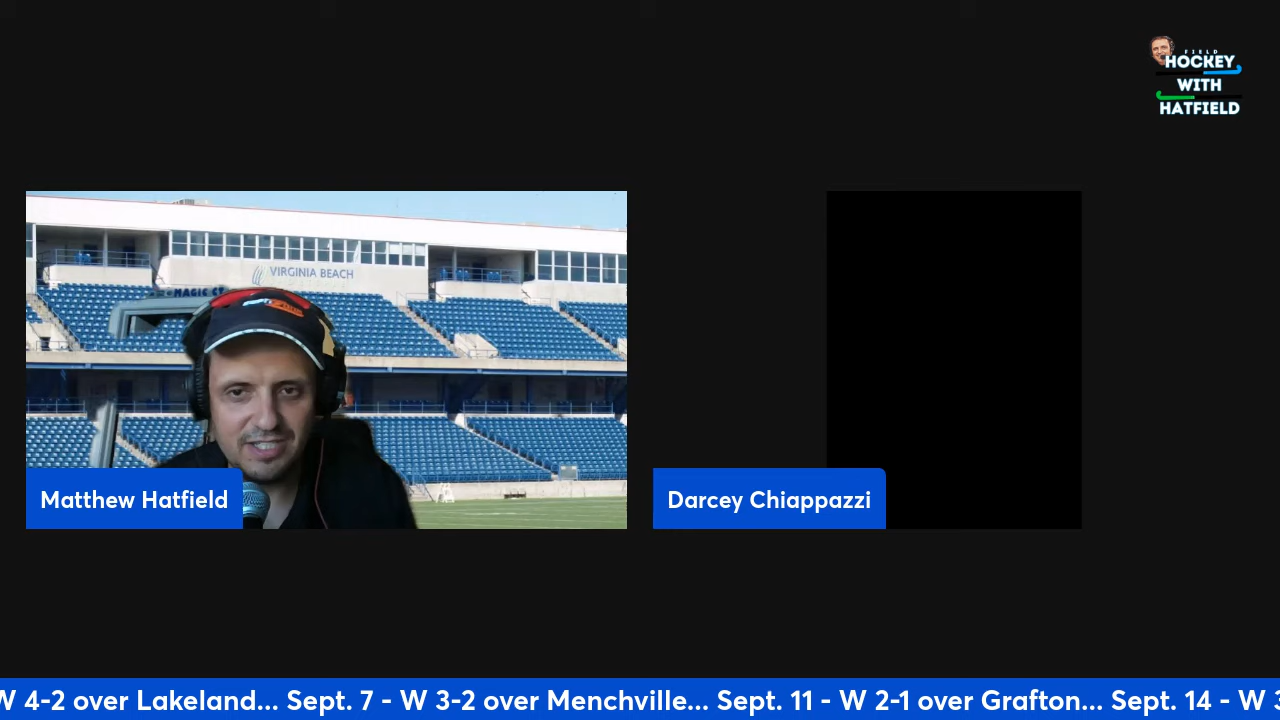 FIELD
HOCKEY
WITH
HATFIELD
VIRGINIA BEACH
Matthew Hatfield
Darcey Chiappazzi
W 4-2 over Lakeland... Sept. 7 - W 3-2 over Menchville... Sept. 11 - W 2-1 over Grafton... Sept. 14 - W